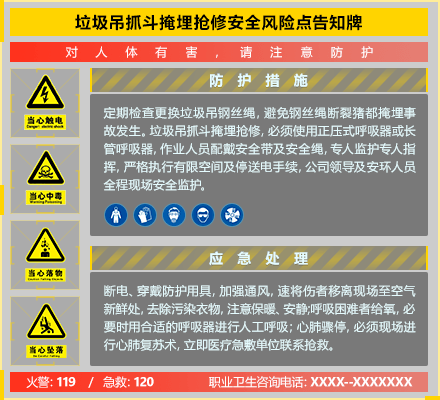 垃圾吊抓斗掩埋抢修安全风险点告知牌
对人体有害,请注意防护
当心触电
Danger! electric shock
当心中毒
Warning Poisoning
当心落物
当心坠落
防护措施
定期检查更换垃圾吊钢丝绳,避免钢丝绳断裂猪都掩埋事
故发生。垃圾吊抓斗掩埋抢修,必须使用正压式呼吸器或长
管呼吸器,作业人员配戴安全带及安全绳,专人监护专人指
挥,严格执行有限空间及停送电手续,公司领导及安环人员
全程现场安全监护。
应急处理
断电、穿戴防护用具,加强通风,速将伤者移离现场至空气
新鲜处,去除污染衣物,注意保暖、安静;呼吸困难者给氧,必
要时用合适的呼吸器进行人工呼吸;心肺骤停,必须现场进
行心肺复苏术,立即医疗急救单位联系抢救。
火警: 119 / 急救: 120 职业卫生咨询电话: XXXX--XXXXXXX